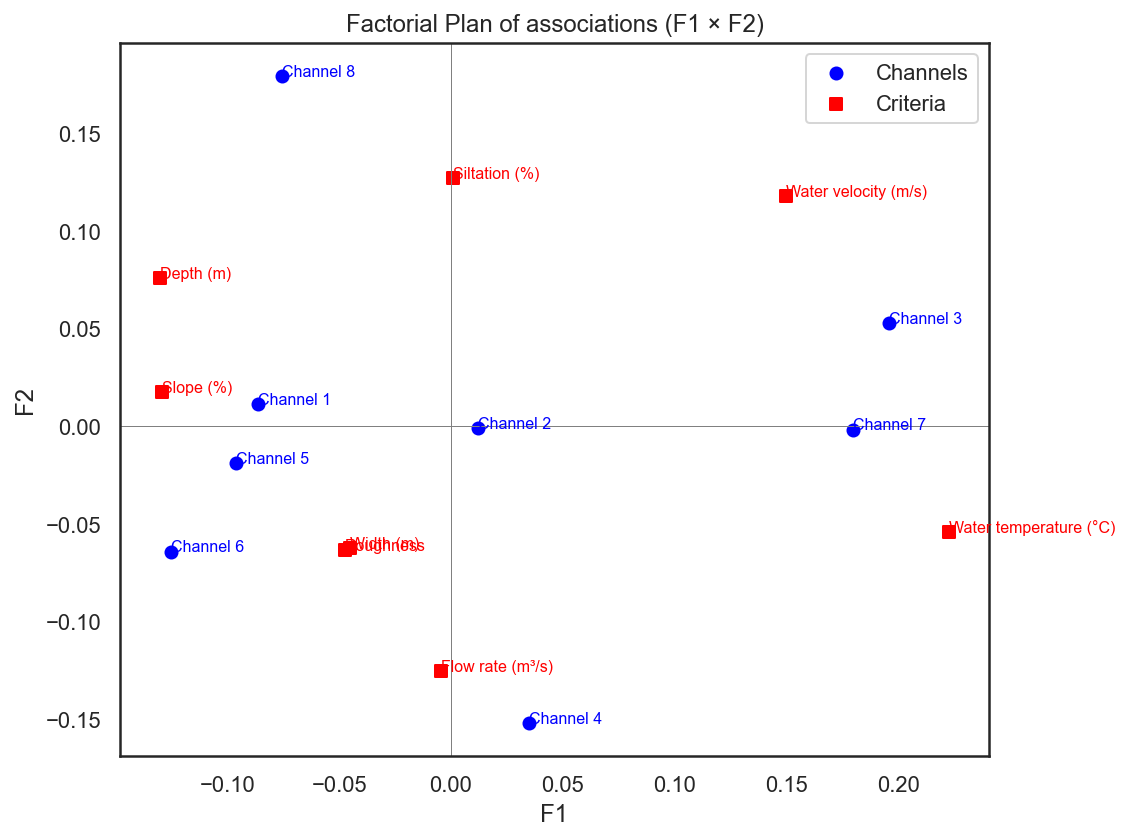 Factorial Plan of associations (F1 × F2)
Channels
Criteria
Channel 8
Siltation (%)
Water velocity (m/s)
Depth (m)
Channel 3
Slope (%)
Channel 1
Channel 2
Channel 7
Channel 5
Channel 6
Width (m)
Roughness
Water temperature (°C)
Flow rate (m³/s)
Channel 4
0.15
0.10
0.05
0.00
−0.05
−0.10
−0.15
F2
−0.10
−0.05
0.00
0.05
0.10
0.15
0.20
F1